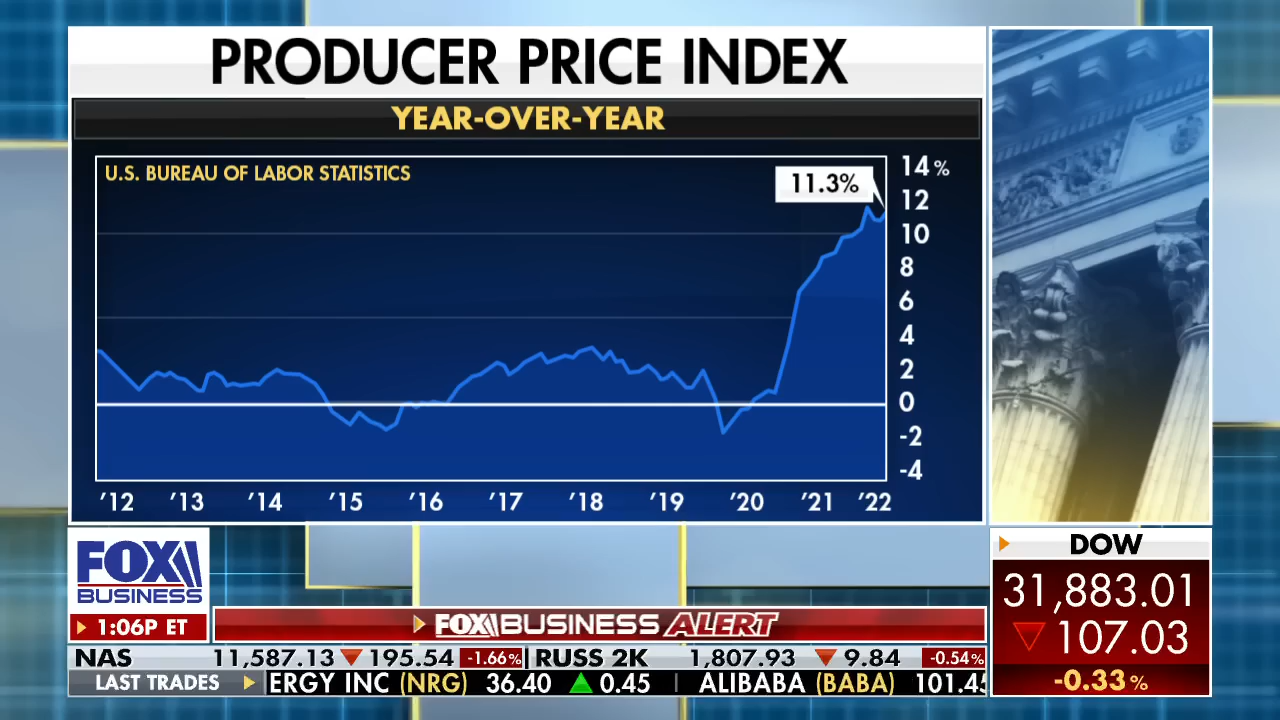 PRODUCER PRICE INDEX
YEAR-OVER-YEAR
U.S. BUREAU OF LABOR STATISTICS
11.3%
14%
12
10
8
6
4
2
0
-2
-4
'12 '13 '14 '15 '16 '17 '18 '19 '20 '21 '22
FOX BUSINESS
1:06P ET
FOX BUSINESS ALERT
DOW
31,883.01
107.03
-0.33%
NAS 11,587.13 195.54 -1.66% RUSS 2K 1,807.93 9.84 -0.54%
LAST TRADES ERGY INC (NRG) 36.40 0.45 ALIBABA (BABA) 101.45